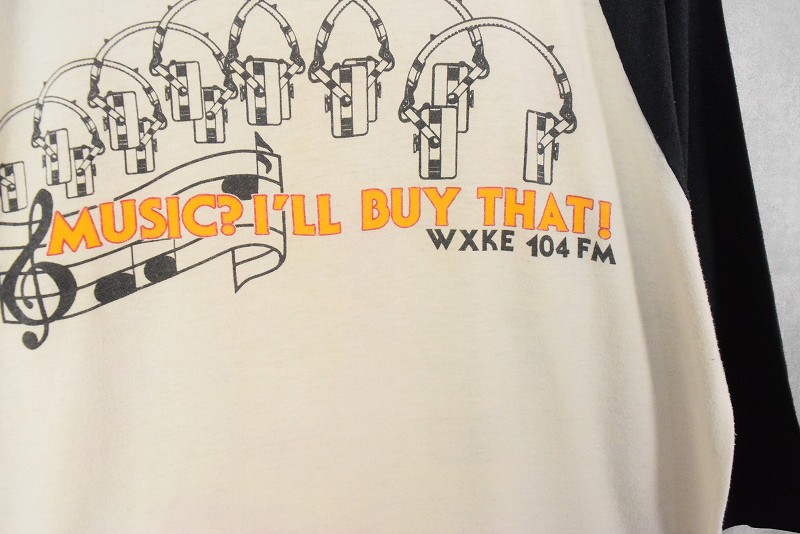 MUSIC? I'LL BUY THAT!
WXKE 104 FM